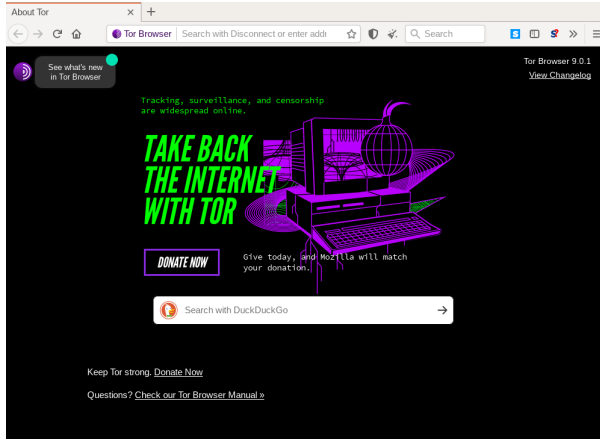 About Tor
Tor Browser
Search with Disconnect or enter addr
Search
See what's new
in Tor Browser
Tor Browser 9.0.1
View Changelog
Tracking, surveillance, and censorship
are widespread online.
TAKE BACK
THE INTERNET
WITH TOR
DONATE NOW
Give today, and Mozilla will match
your donation.
Search with DuckDuckGo
Keep Tor strong. Donate Now
Questions? Check our Tor Browser Manual »